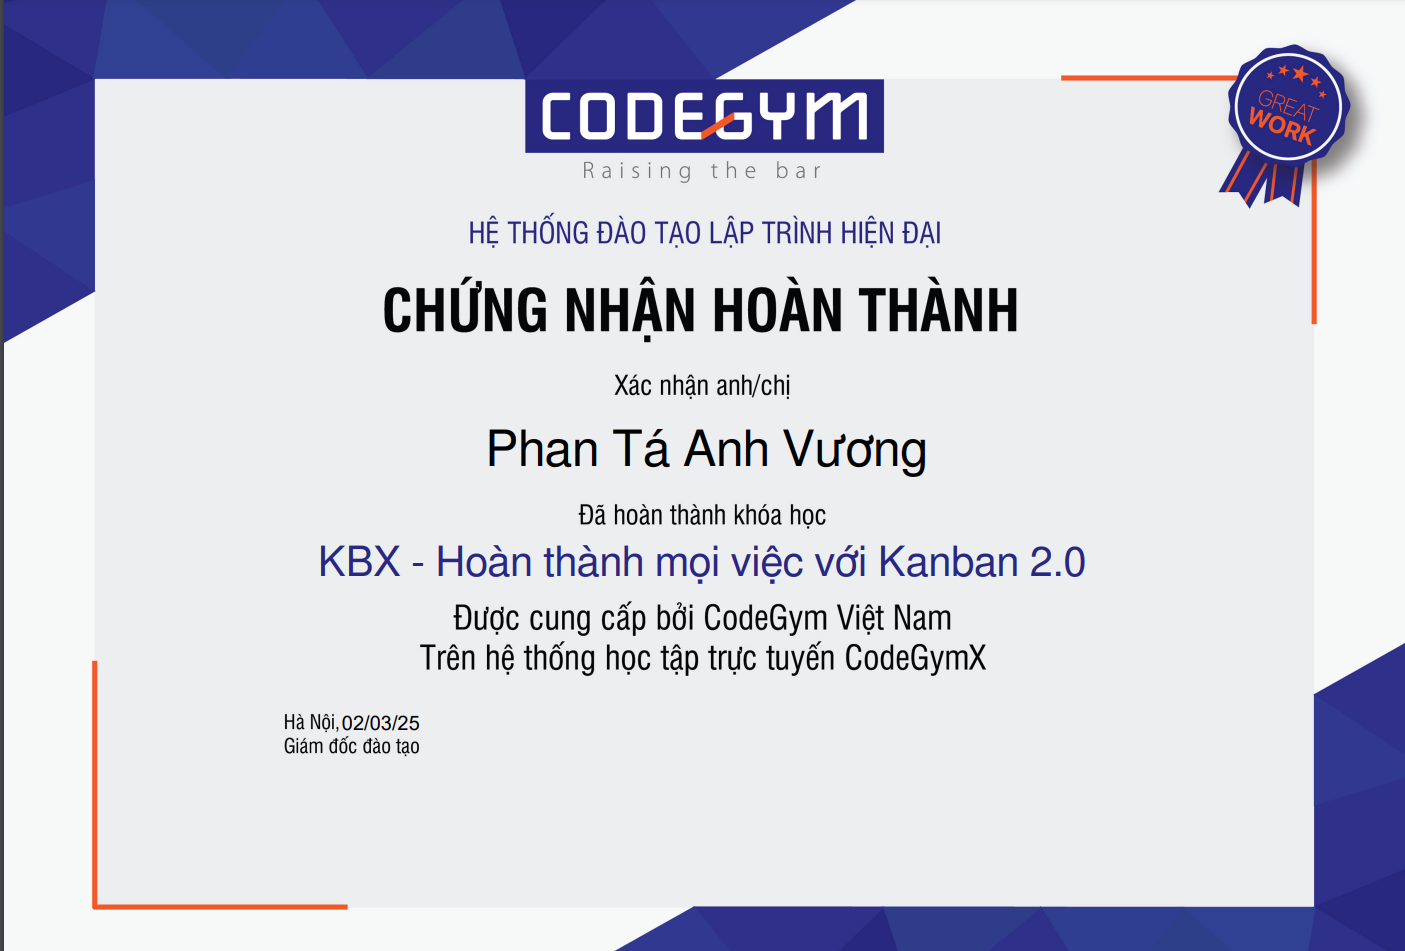 CODEGYM
Raising the bar
GREAT
WORK
HỆ THỐNG ĐÀO TẠO LẬP TRÌNH HIỆN ĐẠI
CHỨNG NHẬN HOÀN THÀNH
Xác nhận anh/chị
Phan Tá Anh Vương
Đã hoàn thành khóa học
KBX - Hoàn thành mọi việc với Kanban 2.0
Được cung cấp bởi CodeGym Việt Nam
Trên hệ thống học tập trực tuyến CodeGymX
Hà Nội, 02/03/25
Giám đốc đào tạo